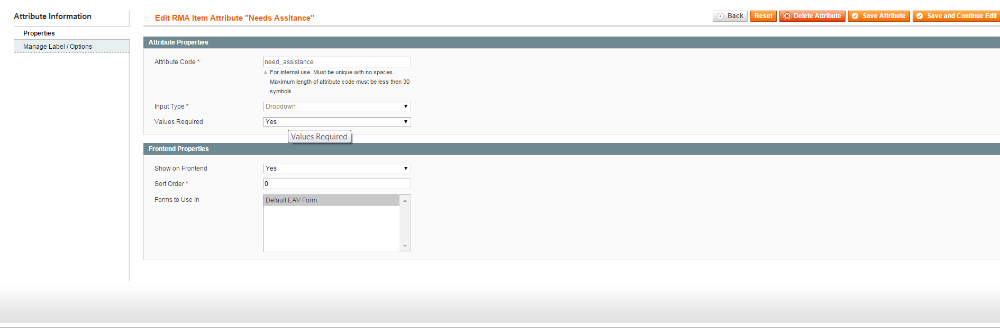 Attribute Information
Properties
Manage Label / Options
Edit RMA Item Attribute "Needs Assitance"
Back
Reset
Delete Attribute
Save Attribute
Save and Continue Edit
Attribute Properties
Attribute Code *
need_assistance
For internal use. Must be unique with no spaces.
Maximum length of attribute code must be less then 30
symbols
Input Type *
Dropdown
Values Required
Yes
Values Required
Frontend Properties
Show on Frontend
Yes
Sort Order *
0
Forms to Use In
Default EAV Form